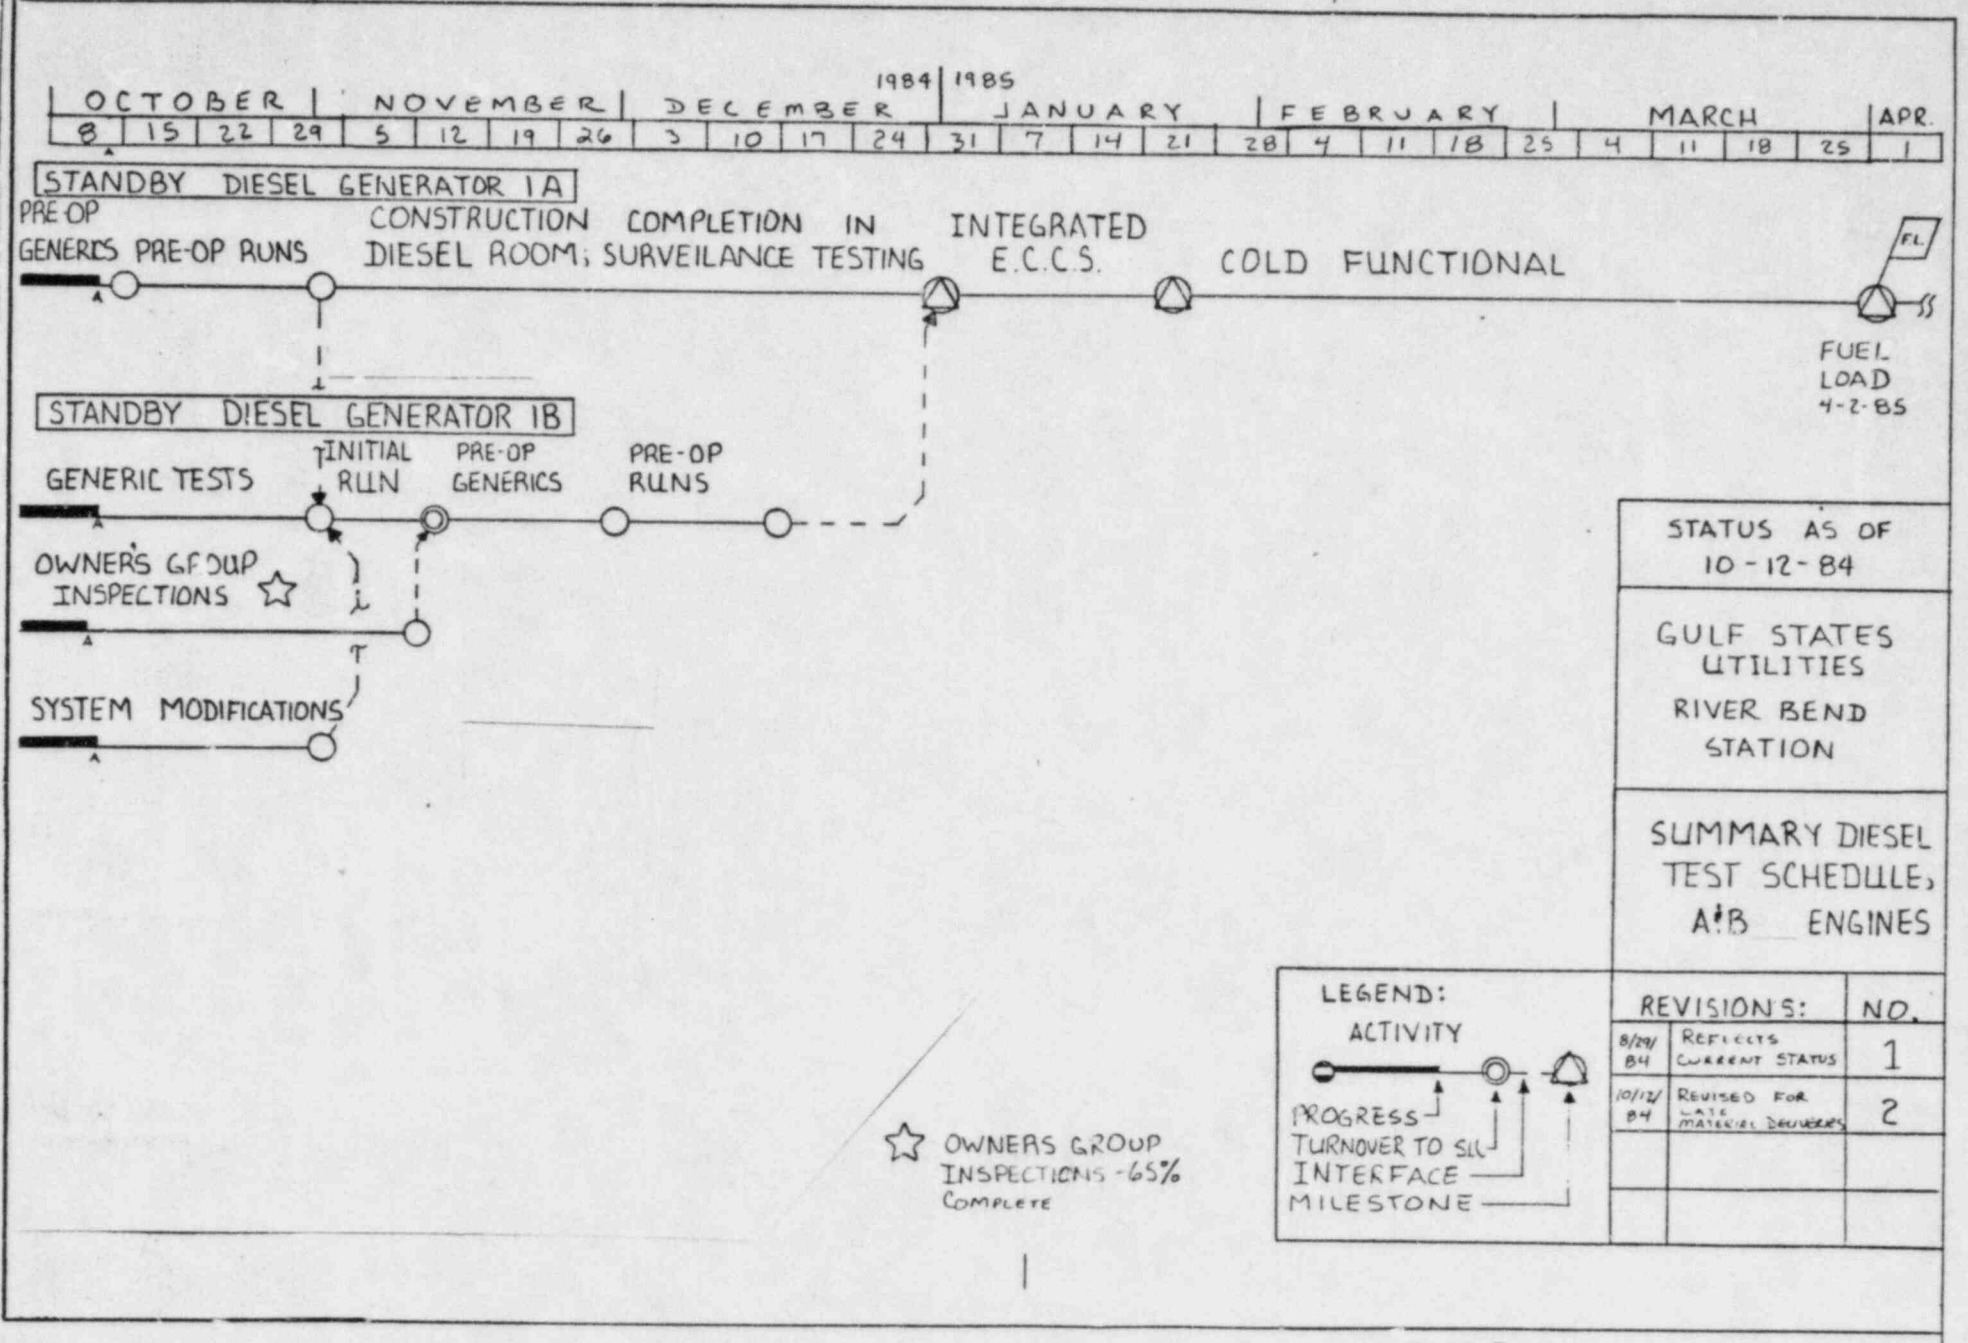 1984 | 1985
OCTOBER | NOVEMBER | DECEMBER | JANUARY | FEBRUARY | MARCH | APR.
8 | 15 | 22 | 29 | 5 | 12 | 19 | 26 | 3 | 10 | 17 | 24 | 31 | 7 | 14 | 21 | 28 | 4 | 11 | 18 | 25 | 4 | 11 | 18 | 25 | 1
STANDBY DIESEL GENERATOR 1A
PRE-OP
GENERICS
PRE-OP RUNS
CONSTRUCTION COMPLETION IN
DIESEL ROOM; SURVEILANCE TESTING
INTEGRATED
E.C.C.S.
COLD FUNCTIONAL
FL
FUEL
LOAD
4-2-85
STANDBY DIESEL GENERATOR 1B
GENERIC TESTS
INITIAL
RUN
PRE-OP
GENERICS
PRE-OP
RUNS
OWNER'S GROUP
INSPECTIONS ☆
SYSTEM MODIFICATIONS
STATUS AS OF
10-12-84
GULF STATES
UTILITIES
RIVER BEND
STATION
SUMMARY DIESEL
TEST SCHEDULE,
A&B ENGINES
☆ OWNERS GROUP
INSPECTIONS -65%
COMPLETE
LEGEND:
ACTIVITY
PROGRESS
TURNOVER TO
INTERFACE
MILESTONE
REVISIONS: NO.
8/29/84 REFLECTS CURRENT STATUS 1
10/12/84 REVISED FOR LATE MATERIAL DELIVERIES 2